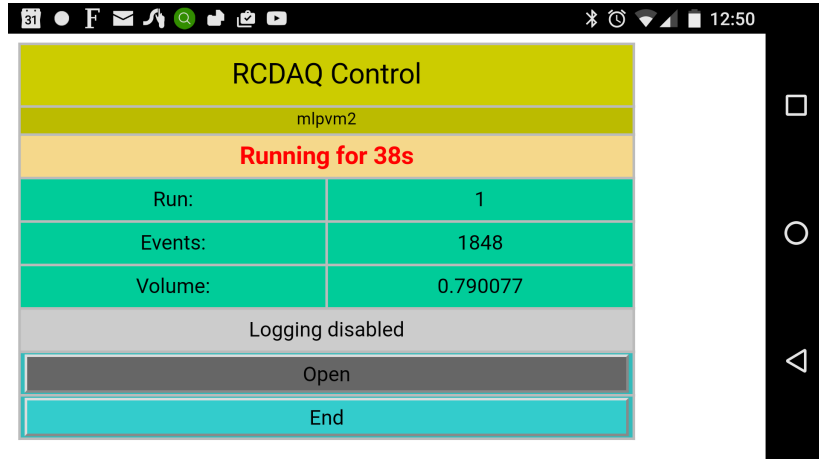 31 F 12:50
RCDAQ Control
mlpvm2
Running for 38s
Run: 1
Events: 1848
Volume: 0.790077
Logging disabled
Open
End